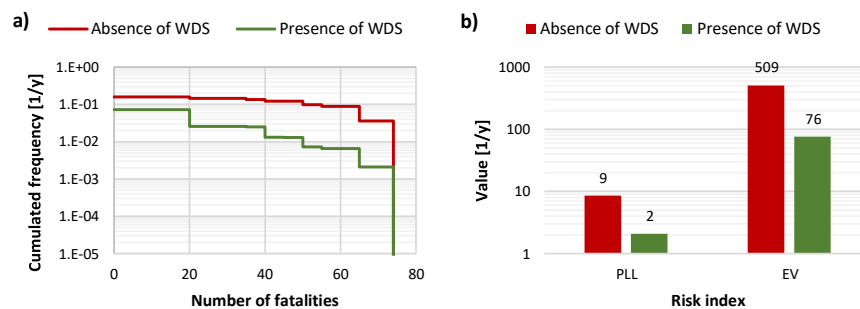 a)
Absence of WDS Presence of WDS
Cumulated frequency [1/y]
1.E+00
1.E-01
1.E-02
1.E-03
1.E-04
1.E-05
0 20 40 60 80
Number of fatalities
b)
Absence of WDS Presence of WDS
Value [1/y]
1000
100
10
1
9
2
509
76
PLL EV
Risk index